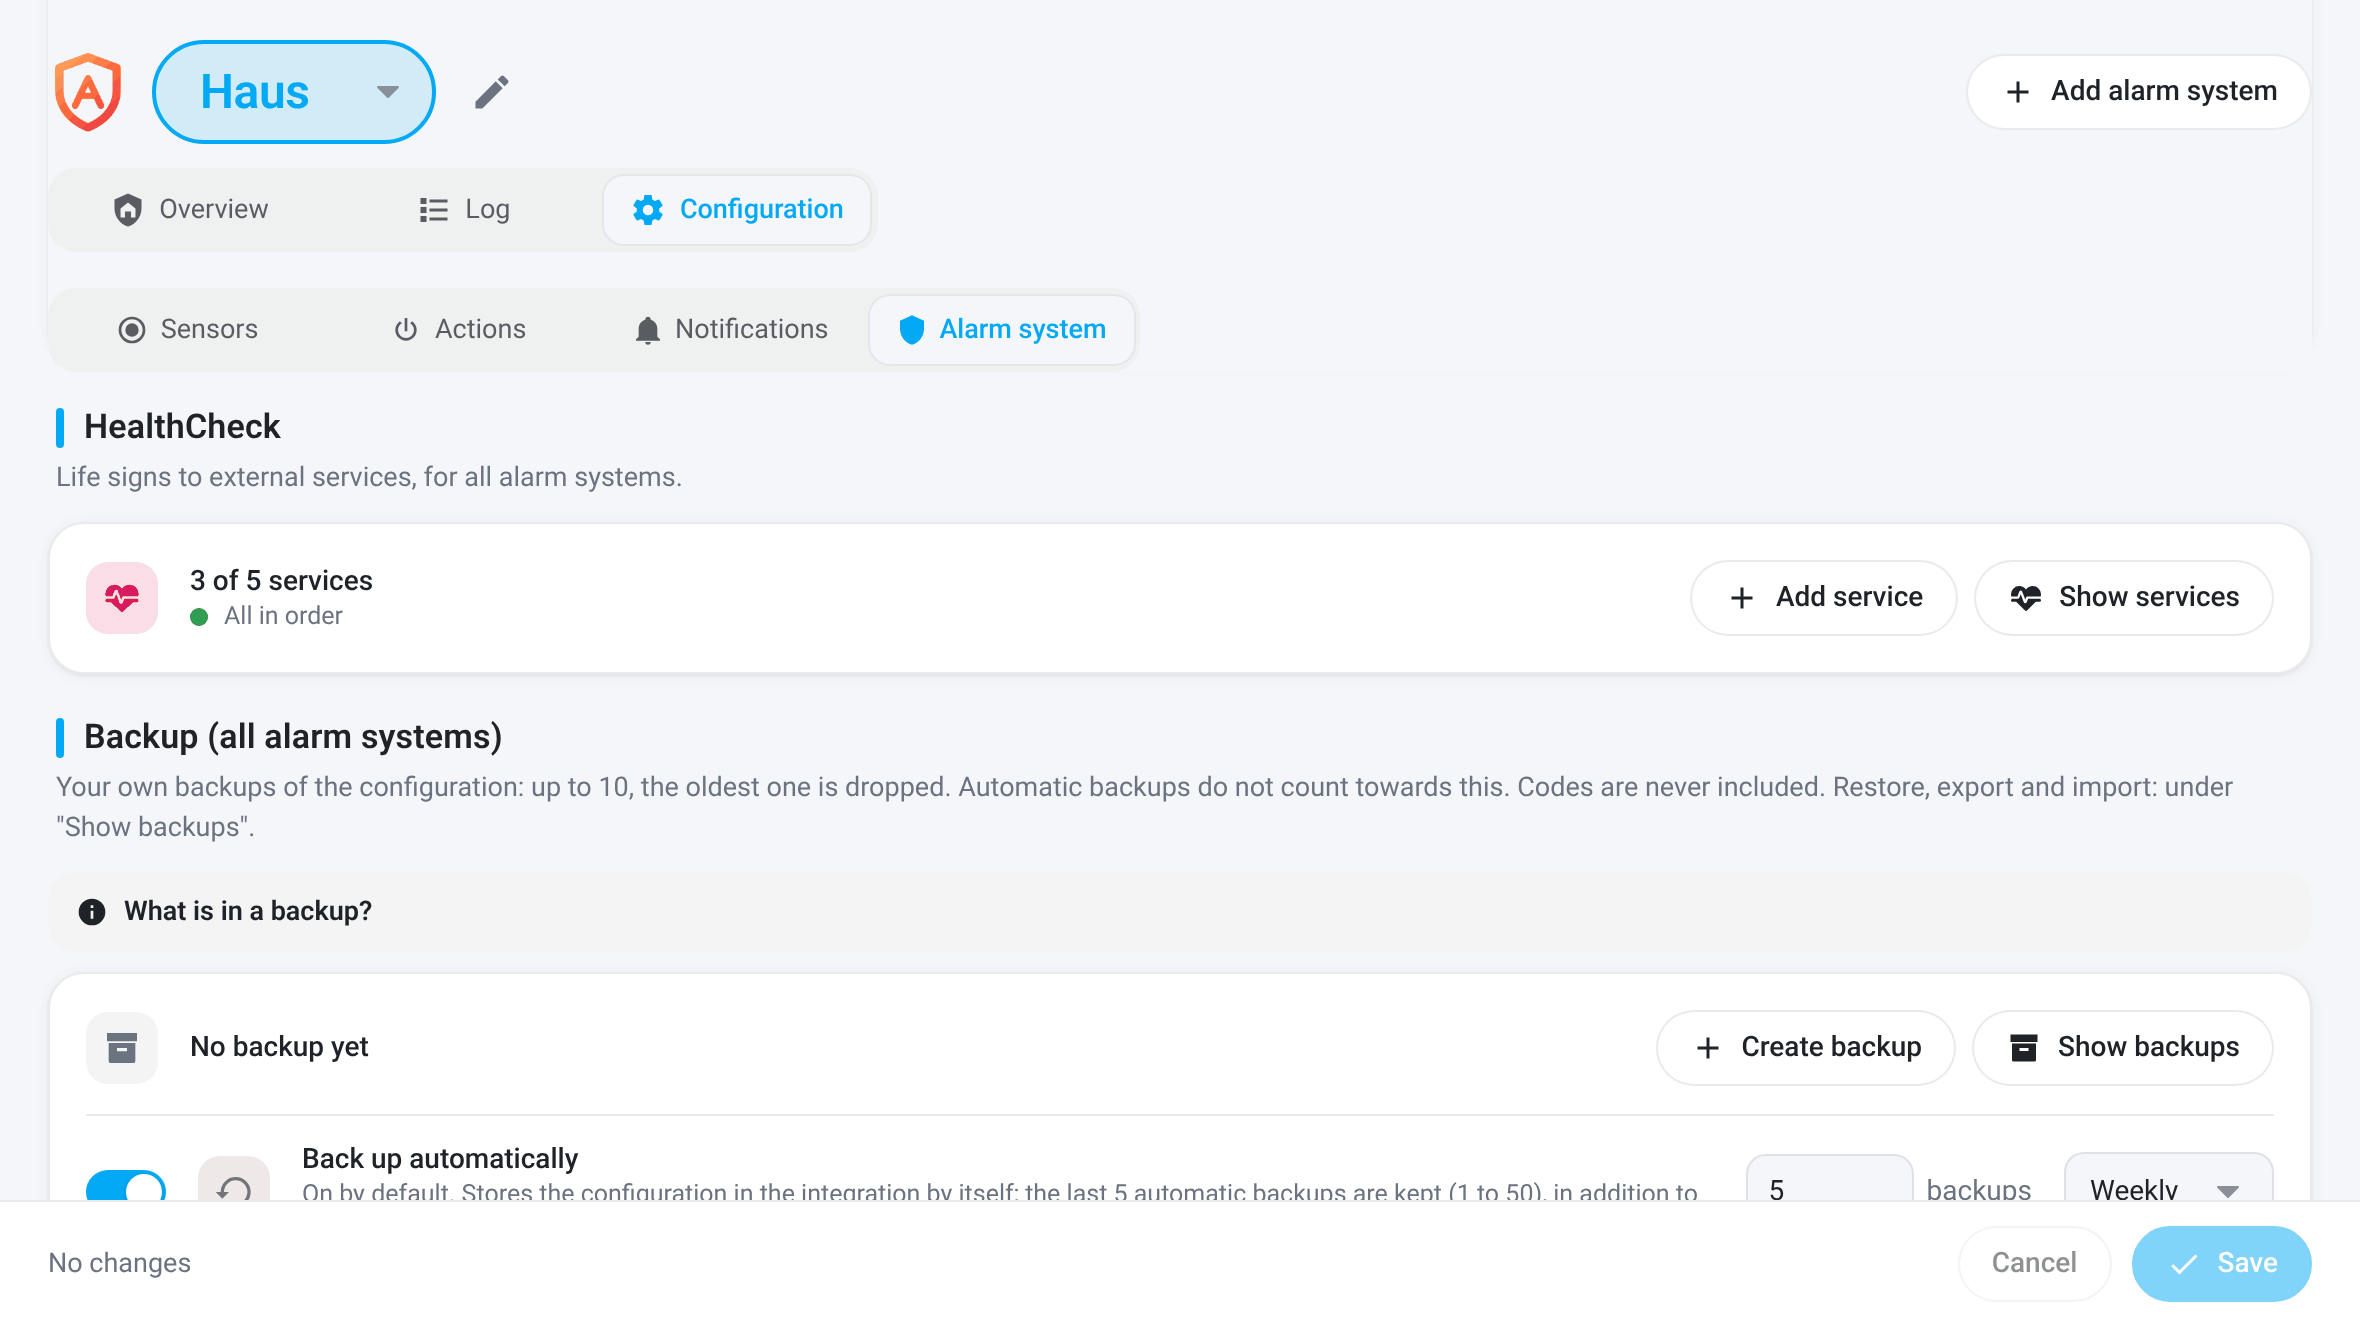 Haus
Add alarm system
Overview
Log
Configuration
Sensors
Actions
Notifications
Alarm system
HealthCheck
Life signs to external services, for all alarm systems.
3 of 5 services
All in order
Add service
Show services
Backup (all alarm systems)
Your own backups of the configuration: up to 10, the oldest one is dropped. Automatic backups do not count towards this. Codes are never included. Restore, export and import: under
"Show backups".
What is in a backup?
No backup yet
Create backup
Show backups
Back up automatically
On by default. Stores the configuration in the integration by itself: the last 5 automatic backups are kept (1 to 50), in addition to
5
backups
Weekly
No changes
Cancel
Save